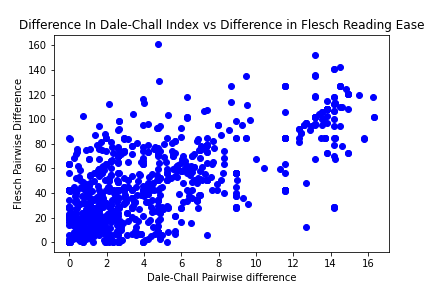 Difference In Dale-Chall Index vs Difference in Flesch Reading Ease
160
140
120
100
80
60
40
20
0
Flesch Pairwise Difference
0 2 4 6 8 10 12 14 16
Dale-Chall Pairwise difference